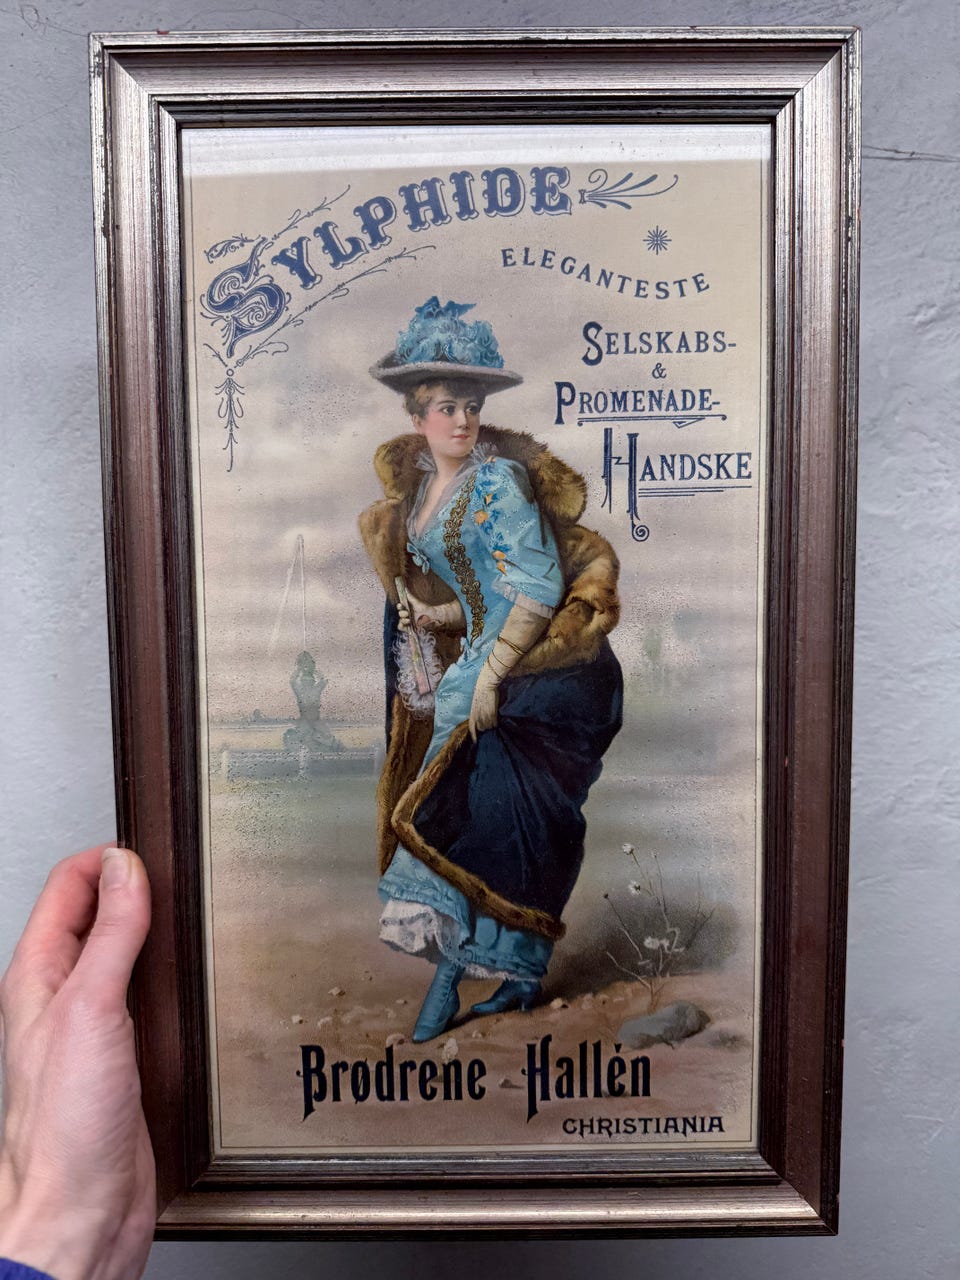 SYLPHIDE
ELEGANTESTE
SELSKABS-
&
PROMENADE-
HANDSKE
Brødrene Hallén
CHRISTIANIA